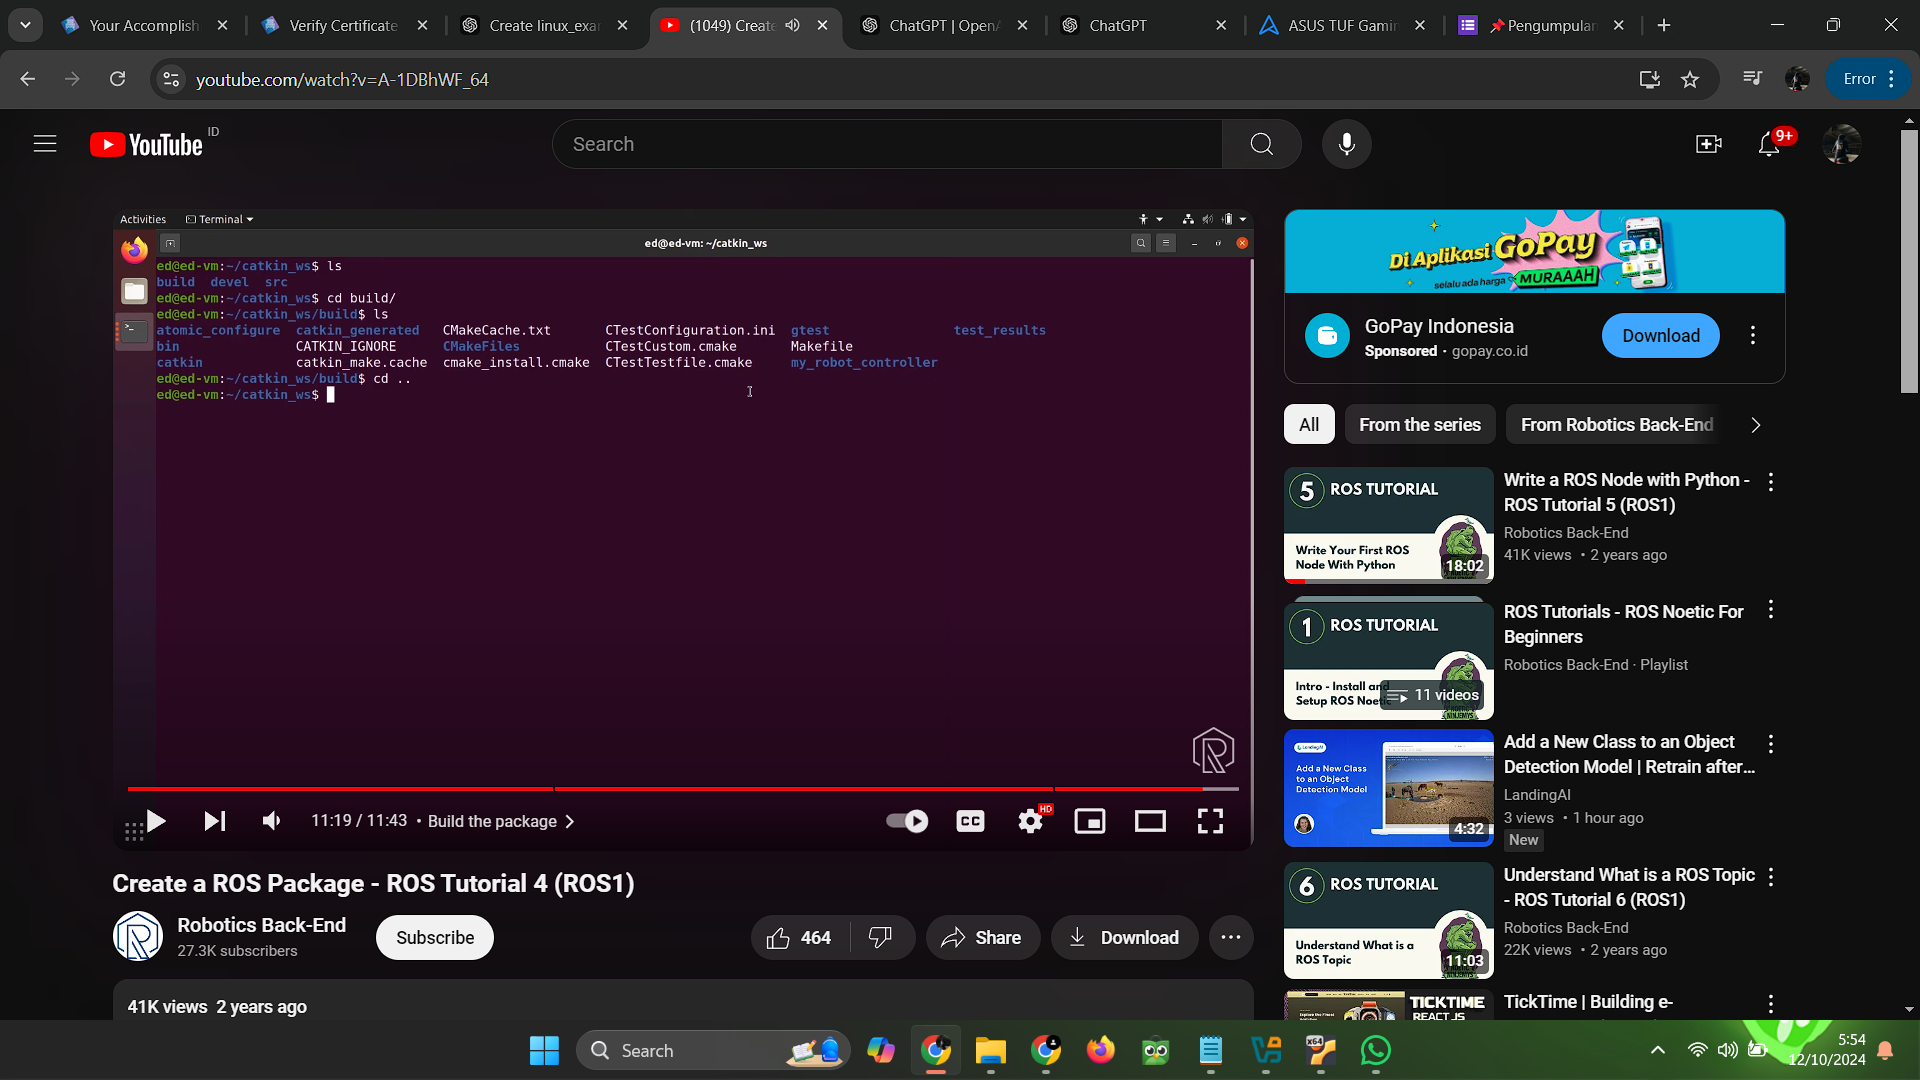 Your Accomplish
Verify Certificate
Create linux_exa
(1049) Create
ChatGPT | OpenA
ChatGPT
ASUS TUF Gamin
📌Pengumpulan
youtube.com/watch?v=A-1DBhWF_64
Error
YouTube ID
Search
9+
Activities
Terminal
ed@ed-vm: ~/catkin_ws
ed@ed-vm:~/catkin_ws$ ls
build devel src
ed@ed-vm:~/catkin_ws$ cd build/
ed@ed-vm:~/catkin_ws/build$ ls
atomic_configure catkin_generated CMakeCache.txt CTestConfiguration.ini gtest test_results
bin CATKIN_IGNORE CMakeFiles CTestCustom.cmake Makefile
catkin catkin_make.cache cmake_install.cmake CTestTestfile.cmake my_robot_controller
ed@ed-vm:~/catkin_ws/build$ cd ..
ed@ed-vm:~/catkin_ws$
11:19 / 11:43 • Build the package
CC
HD
Create a ROS Package - ROS Tutorial 4 (ROS1)
Robotics Back-End
27.3K subscribers
Subscribe
464
Share
Download
41K views 2 years ago
Di Aplikasi GoPay
selalu ada harga MURAAAH
GoPay Indonesia
Sponsored · gopay.co.id
Download
All
From the series
From Robotics Back-End
5 ROS TUTORIAL
Write Your First ROS
Node With Python
18:02
Write a ROS Node with Python -
ROS Tutorial 5 (ROS1)
Robotics Back-End
41K views • 2 years ago
1 ROS TUTORIAL
Intro - Install and
Setup ROS Noetic
11 videos
ROS Tutorials - ROS Noetic For
Beginners
Robotics Back-End · Playlist
LandingAI
Add a New Class
to an Object
Detection Model
4:32
Add a New Class to an Object
Detection Model | Retrain after...
LandingAI
3 views • 1 hour ago
New
6 ROS TUTORIAL
Understand What is a
ROS Topic
11:03
Understand What is a ROS Topic
- ROS Tutorial 6 (ROS1)
Robotics Back-End
22K views • 2 years ago
TICKTIME
REACT JS
TickTime | Building e-
Search
x64
5:54
12/10/2024